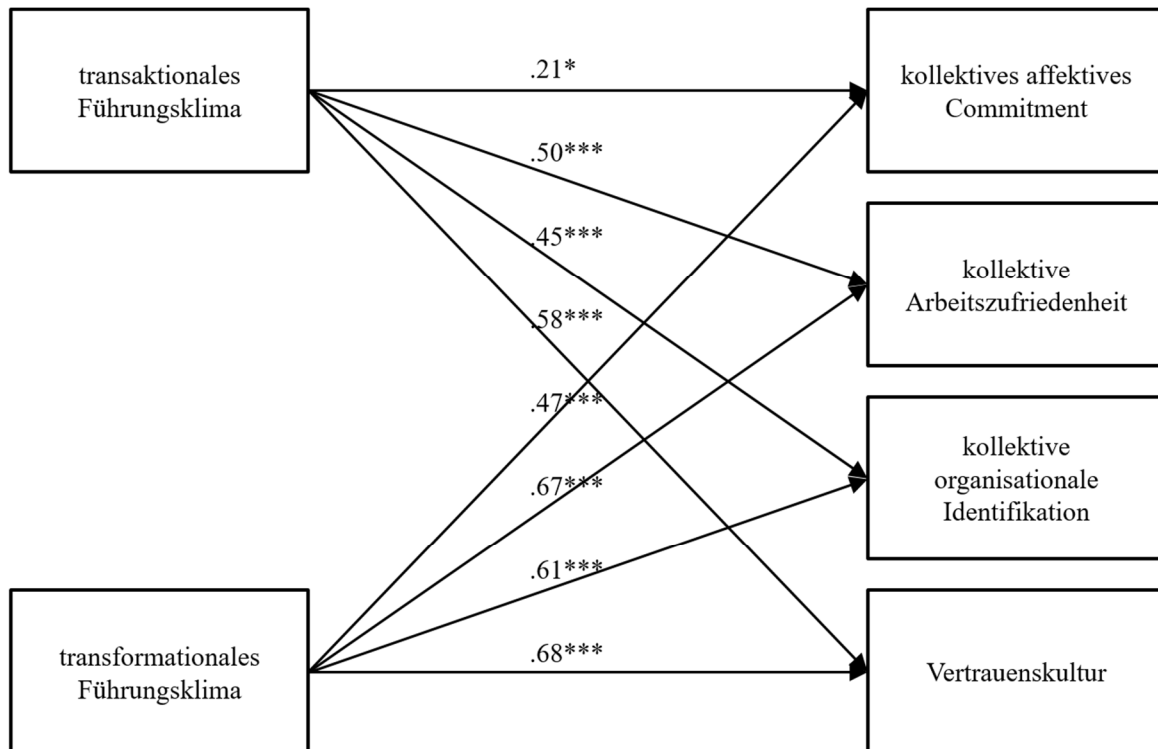 transaktionales
Führungsklima
transformationales
Führungsklima
.21*
.50***
.45***
.58***
.47***
.67***
.61***
.68***
kollektives affektives
Commitment
kollektive
Arbeitszufriedenheit
kollektive
organisationale
Identifikation
Vertrauenskultur